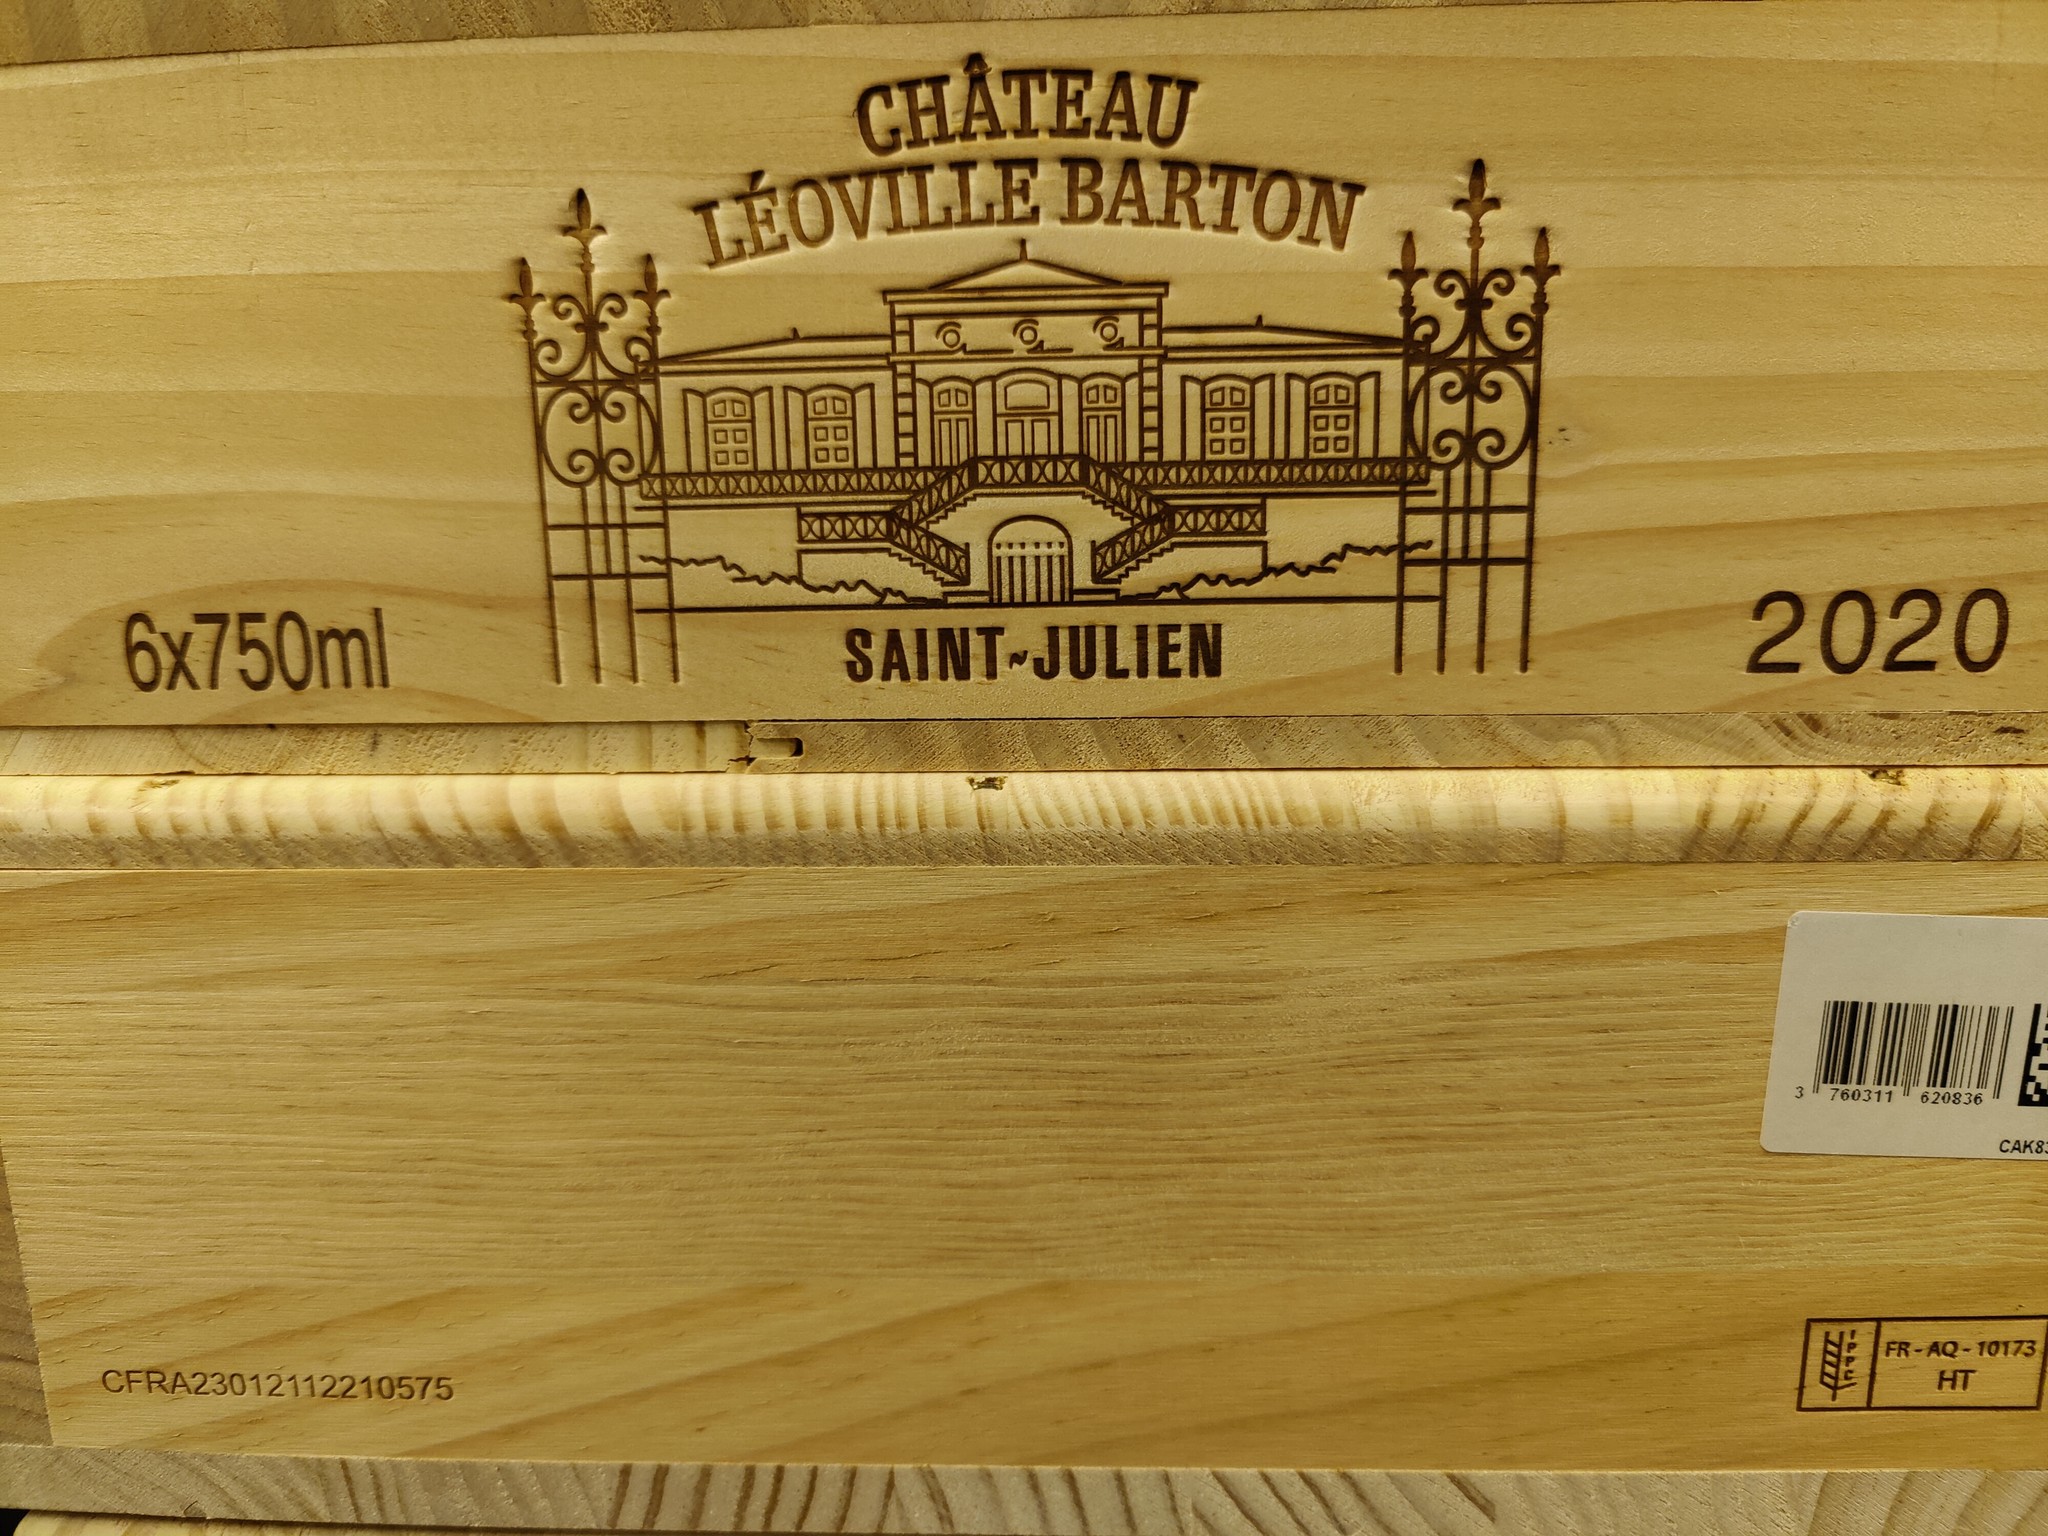 CHÂTEAU
LÉOVILLE BARTON
6x750ml
SAINT-JULIEN
2020
3 760311 620836
CAK83
CFRA23012112210575
IPPC
FR - AQ - 10173
HT